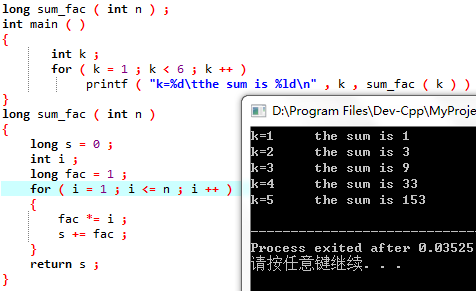 long sum_fac ( int n ) ;
int main ( )
{
int k ;
for ( k = 1 ; k < 6 ; k ++ )
printf ( "k=%d\tthe sum is %ld\n" , k , sum_fac ( k ) )
}
long sum_fac ( int n )
{
long s = 0 ;
int i ;
long fac = 1 ;
for ( i = 1 ; i <= n ; i ++ )
{
fac *= i ;
s += fac ;
}
return s ;
}
D:\Program Files\Dev-Cpp\MyProje
k=1 the sum is 1
k=2 the sum is 3
k=3 the sum is 9
k=4 the sum is 33
k=5 the sum is 153
--------------------------------
Process exited after 0.03525
请按任意键继续. . .